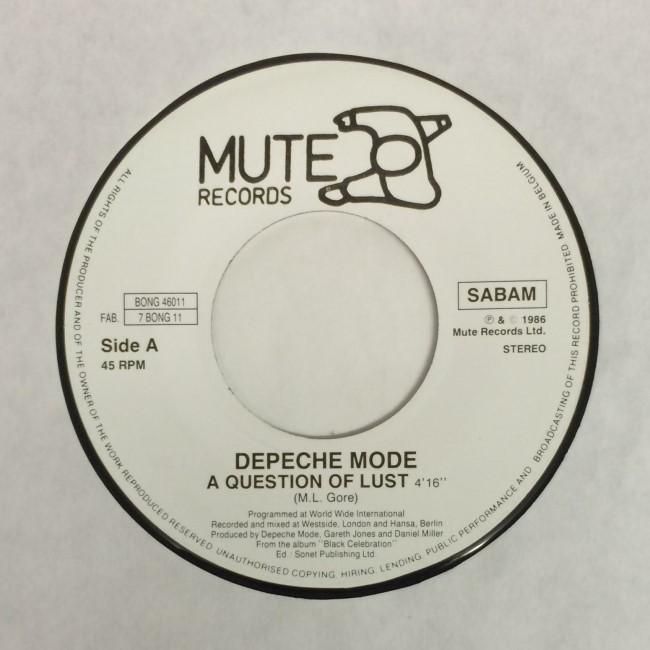 MUTE
RECORDS
BONG 46011
FAB. 7 BONG 11
Side A
45 RPM
SABAM
℗ & © 1986
Mute Records Ltd.
STEREO
DEPECHE MODE
A QUESTION OF LUST 4'16''
(M.L. Gore)
Programmed at World Wide International
Recorded and mixed at Westside, London and Hansa, Berlin
Produced by Depeche Mode, Gareth Jones and Daniel Miller
From the album "Black Celebration"
Ed.: Sonet Publishing Ltd
ALL RIGHTS OF THE PRODUCER AND OF THE OWNER OF THE WORK REPRODUCED RESERVED UNAUTHORISED COPYING, HIRING, LENDING, PUBLIC PERFORMANCE AND BROADCASTING OF THIS RECORD PROHIBITED MADE IN BELGIUM